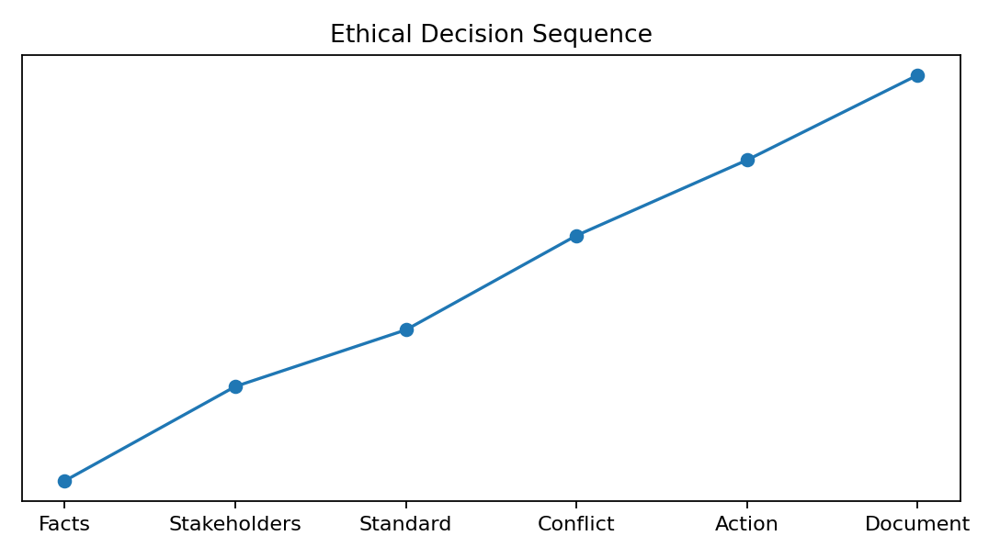 Ethical Decision Sequence
Facts Stakeholders Standard Conflict Action Document